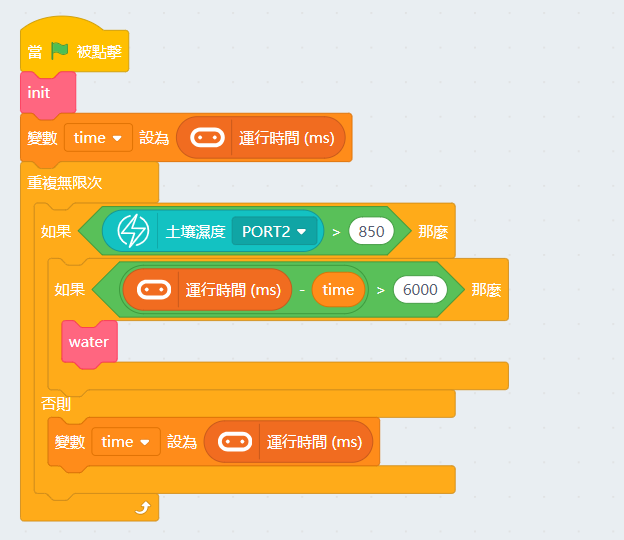 當 被點擊
init
變數 time 設為 運行時間 (ms)
重複無限次
如果 土壤濕度 PORT2 > 850 那麼
如果 運行時間 (ms) - time > 6000 那麼
water
否則
變數 time 設為 運行時間 (ms)